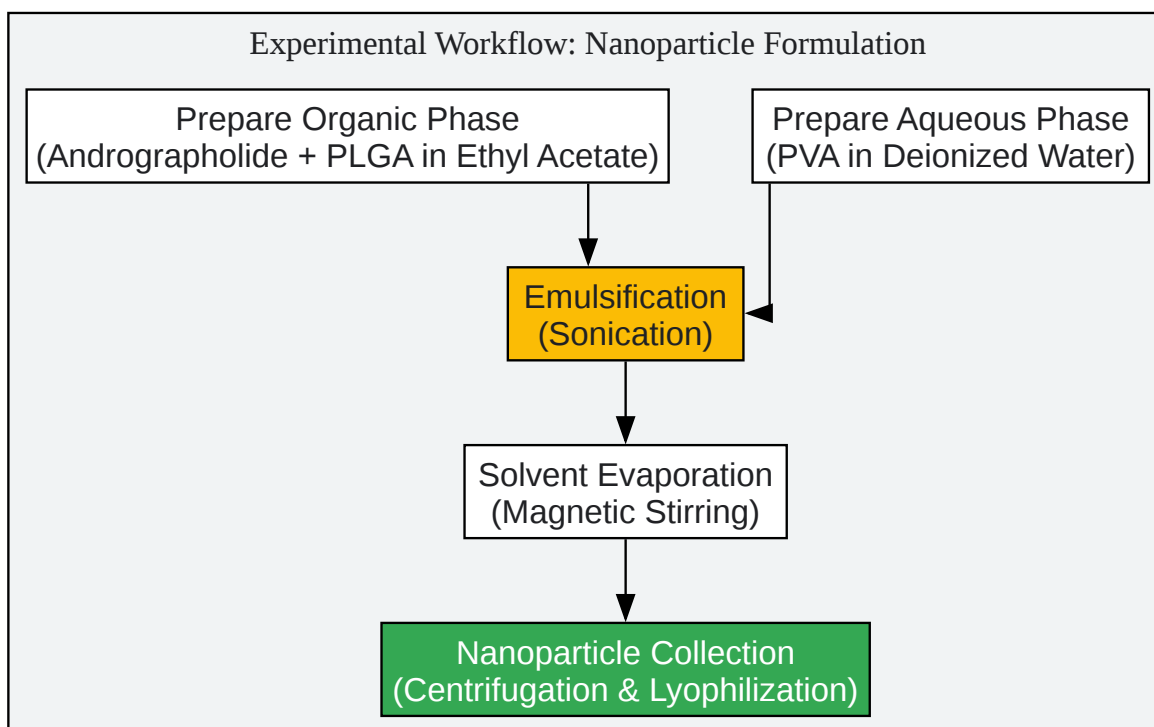 Experimental Workflow: Nanoparticle Formulation
Prepare Organic Phase
(Andrographolide + PLGA in Ethyl Acetate)
Prepare Aqueous Phase
(PVA in Deionized Water)
Emulsification
(Sonication)
Solvent Evaporation
(Magnetic Stirring)
Nanoparticle Collection
(Centrifugation & Lyophilization)